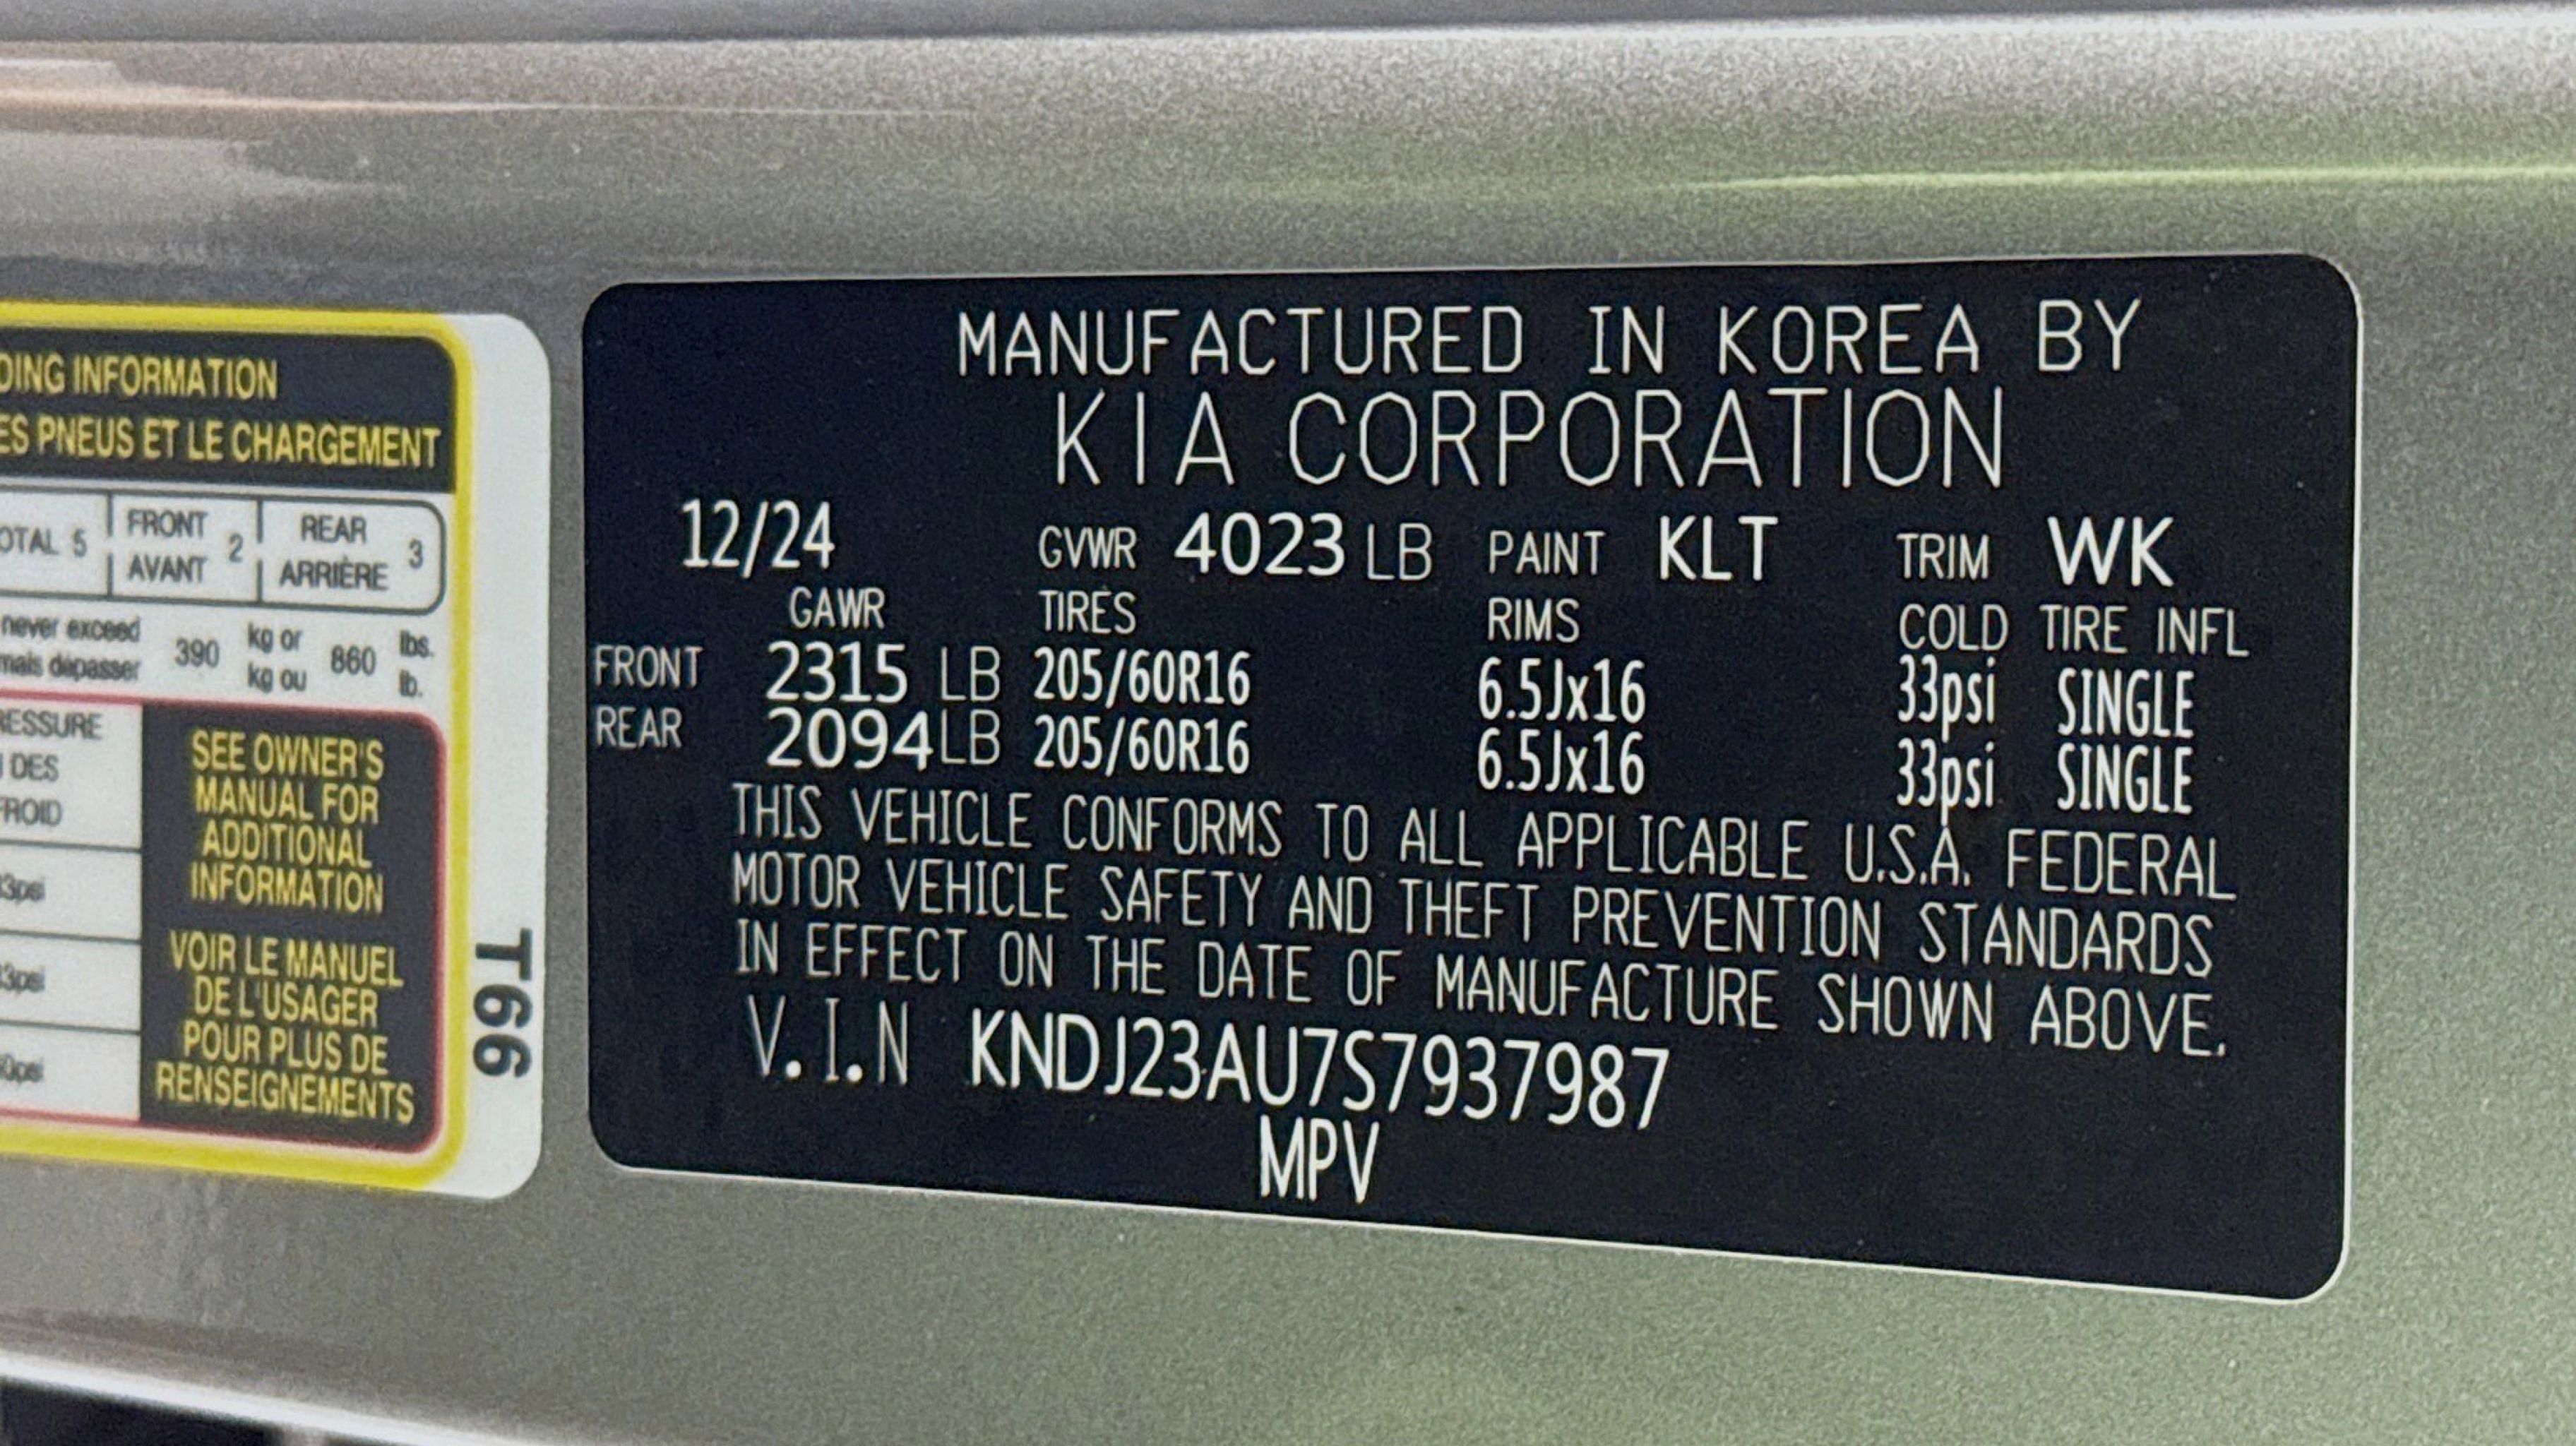 DING INFORMATION
ES PNEUS ET LE CHARGEMENT
OTAL 5 FRONT AVANT 2 REAR ARRIÈRE 3
never exceed 390 kg or 860 lbs.
mais dépasser kg ou lb.
RESSURE
DES
FROID
3psi
3psi
0psi
SEE OWNER'S
MANUAL FOR
ADDITIONAL
INFORMATION
VOIR LE MANUEL
DE L'USAGER
POUR PLUS DE
RENSEIGNEMENTS
T66
MANUFACTURED IN KOREA BY
KIA CORPORATION
12/24 GVWR 4023 LB PAINT KLT TRIM WK
GAWR TIRES RIMS COLD TIRE INFL
FRONT 2315 LB 205/60R16 6.5Jx16 33psi SINGLE
REAR 2094 LB 205/60R16 6.5Jx16 33psi SINGLE
THIS VEHICLE CONFORMS TO ALL APPLICABLE U.S.A. FEDERAL
MOTOR VEHICLE SAFETY AND THEFT PREVENTION STANDARDS
IN EFFECT ON THE DATE OF MANUFACTURE SHOWN ABOVE.
V.I.N KNDJ23AU7S7937987
MPV